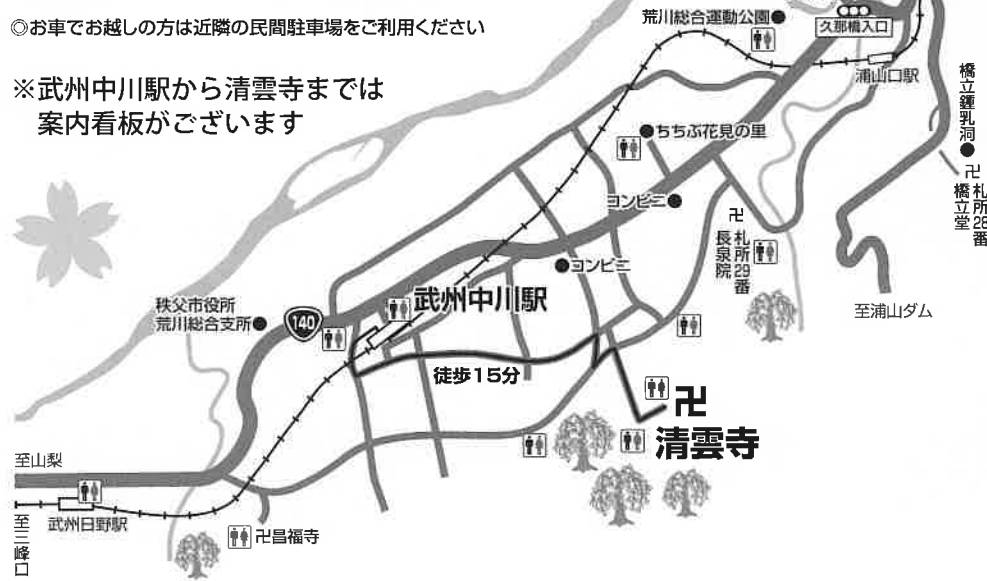 ◎お車でお越しの方は近隣の民間駐車場をご利用ください
※武州中川駅から清雲寺までは
案内看板がございます
荒川総合運動公園
久那橋入口
浦山口駅
橋立鍾乳洞
卍札所28番
橋立堂
ちちぶ花見の里
コンビニ
卍札所29番
長泉院
コンビニ
至浦山ダム
武州中川駅
秩父市役所
荒川総合支所
140
徒歩15分
卍
清雲寺
至山梨
武州日野駅
至三峰口
卍昌福寺